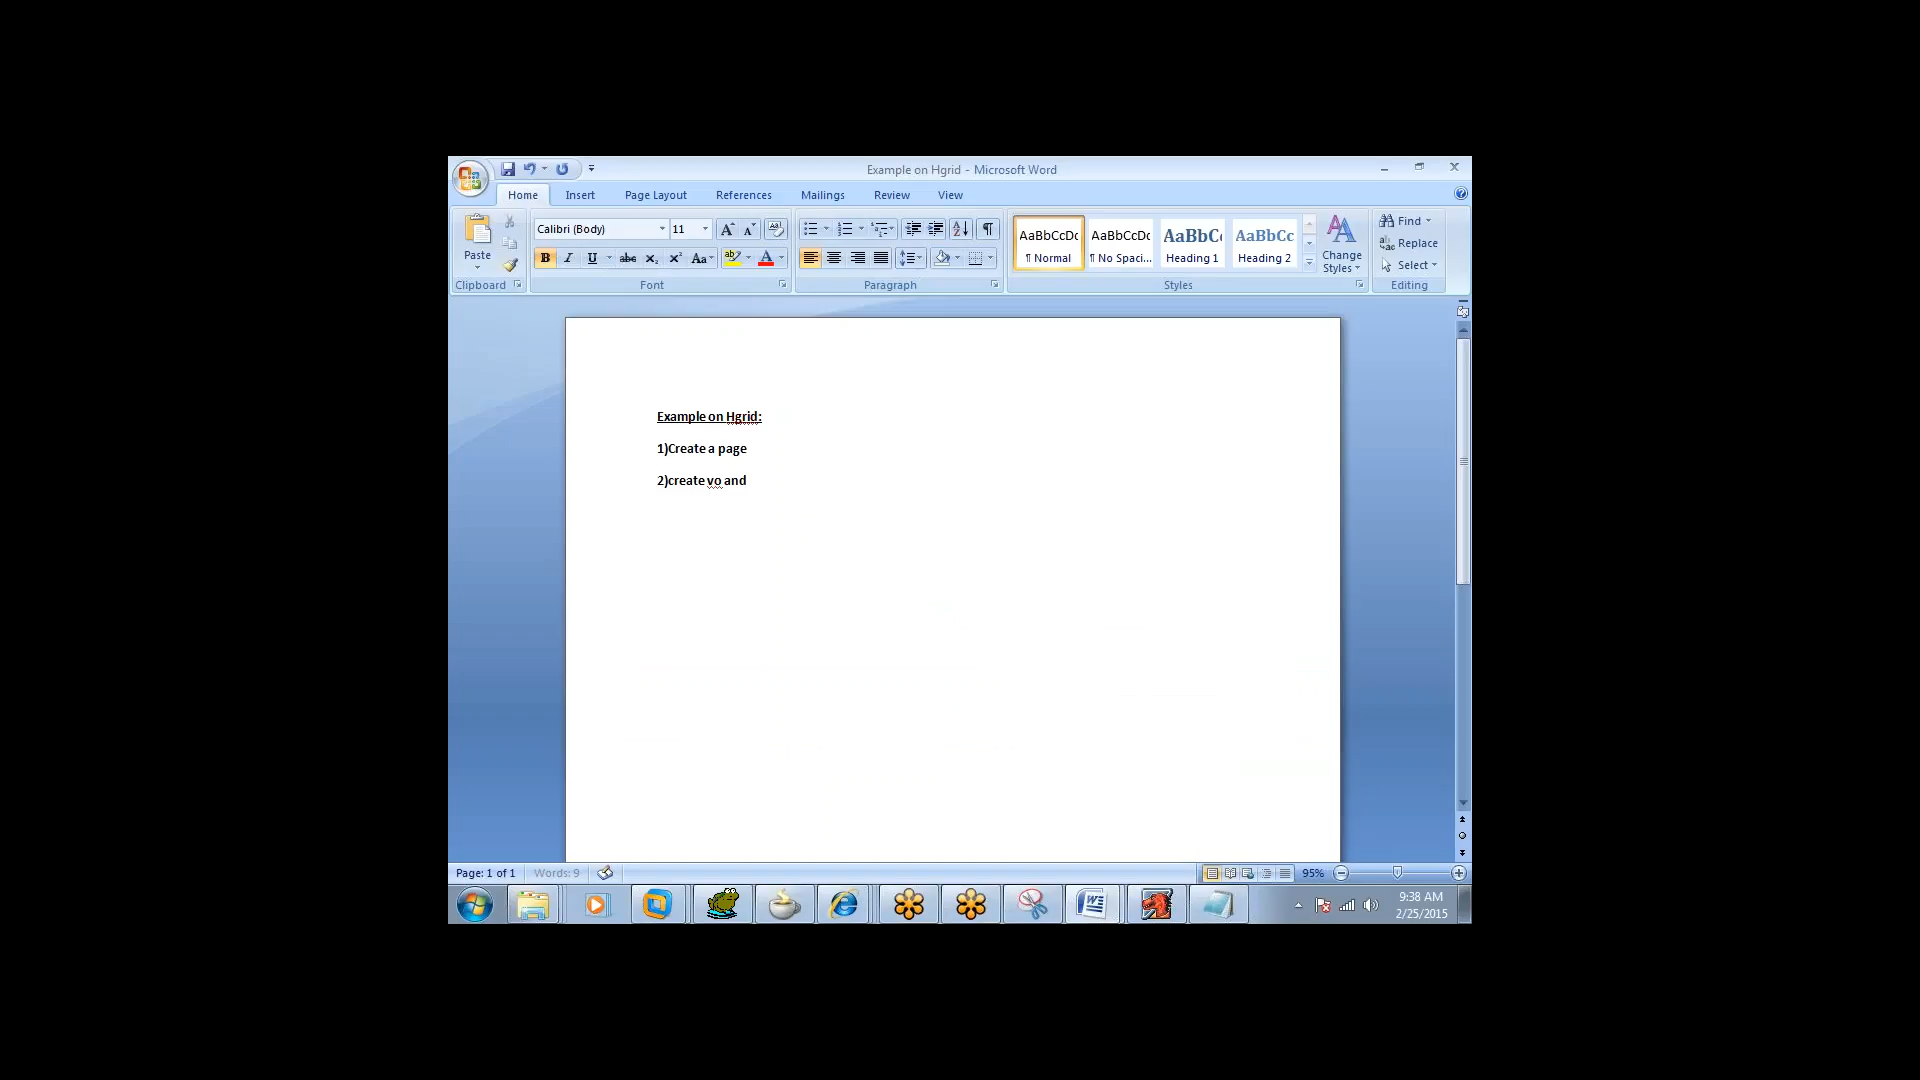 Example on Hgrid - Microsoft Word
Home Insert Page Layout References Mailings Review View
Paste
Clipboard
Calibri (Body) 11
Font
Paragraph
AaBbCcDc AaBbCcDc AaBbCc AaBbCc
¶ Normal ¶ No Spaci... Heading 1 Heading 2
Change Styles
Styles
Find
Replace
Select
Editing
Example on Hgrid:
1)Create a page
2)create vo and
Page: 1 of 1 Words: 9 95%
9:38 AM
2/25/2015